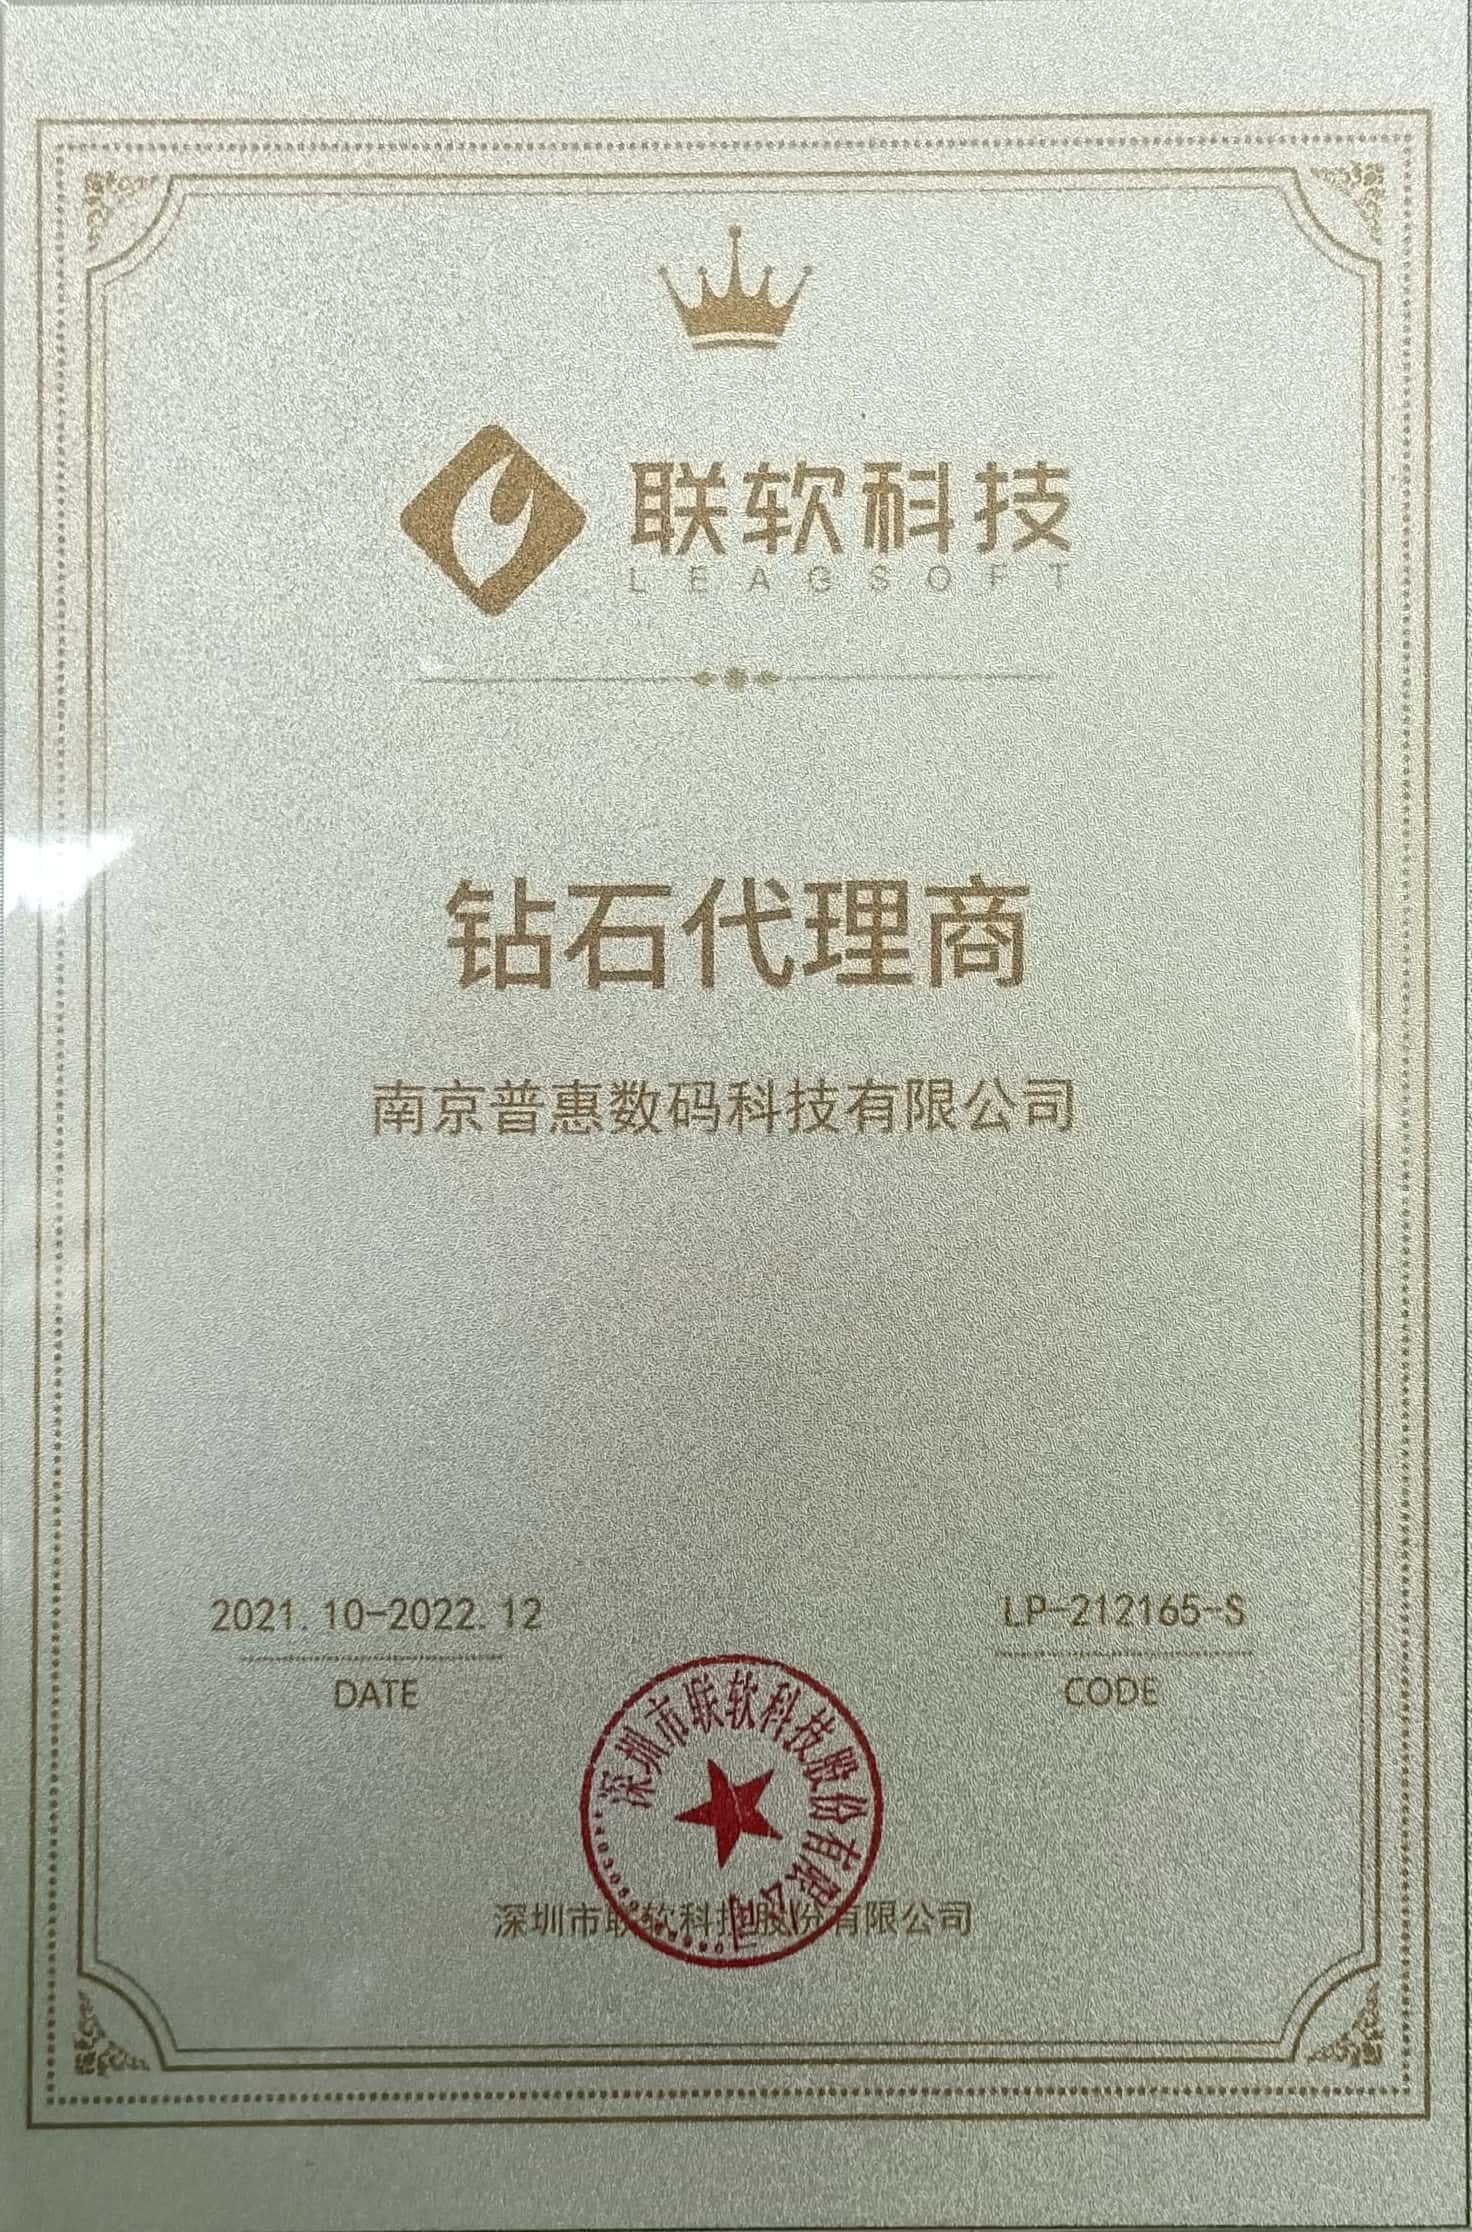 联软科技
LEAGSOFT
钻石代理商
南京普惠数码科技有限公司
2021.10-2022.12
DATE
LP-212165-S
CODE
深圳市联软科技股份有限公司
深圳市联软科技股份有限公司